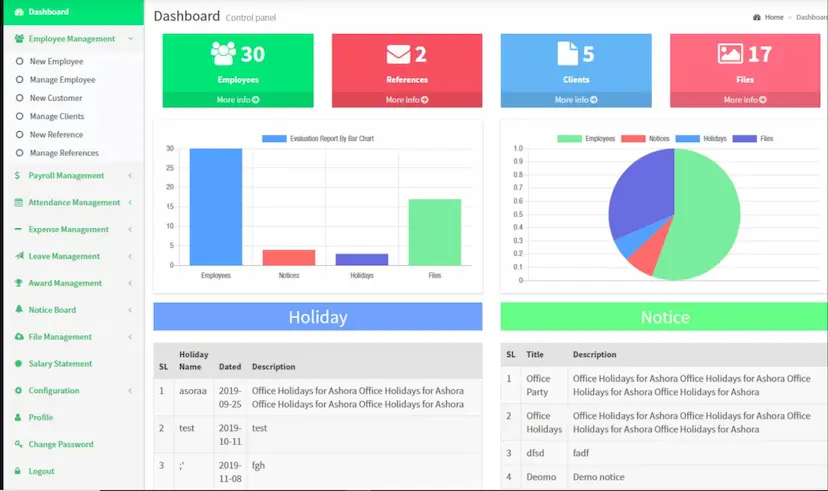 Dashboard
Employee Management
New Employee
Manage Employee
New Customer
Manage Clients
New Reference
Manage References
Payroll Management
Attendance Management
Expense Management
Leave Management
Award Management
Notice Board
File Management
Salary Statement
Configuration
Profile
Change Password
Logout
Dashboard Control panel
Home > Dashboard
30
Employees
More info
2
References
More info
5
Clients
More info
17
Files
More info
Evaluation Report By Bar Chart
30
25
20
15
10
5
0
Employees Notices Holidays Files
Employees Notices Holidays Files
1.0
0.9
0.8
0.7
0.6
0.5
0.4
0.3
0.2
0.1
0
Holiday
SL Holiday Name Dated Description
1 asoraa 2019-09-25 Office Holidays for Ashora Office Holidays for Ashora
Office Holidays for Ashora Office Holidays for Ashora
2 test 2019-10-11 test
3 ;' 2019-11-08 fgh
Notice
SL Title Description
1 Office Party Office Holidays for Ashora Office Holidays for Ashora Office
Holidays for Ashora Office Holidays for Ashora
2 Office Holidays Office Holidays for Ashora Office Holidays for Ashora Office
Holidays for Ashora Office Holidays for Ashora
3 dfsd fadf
4 Deomo Demo notice